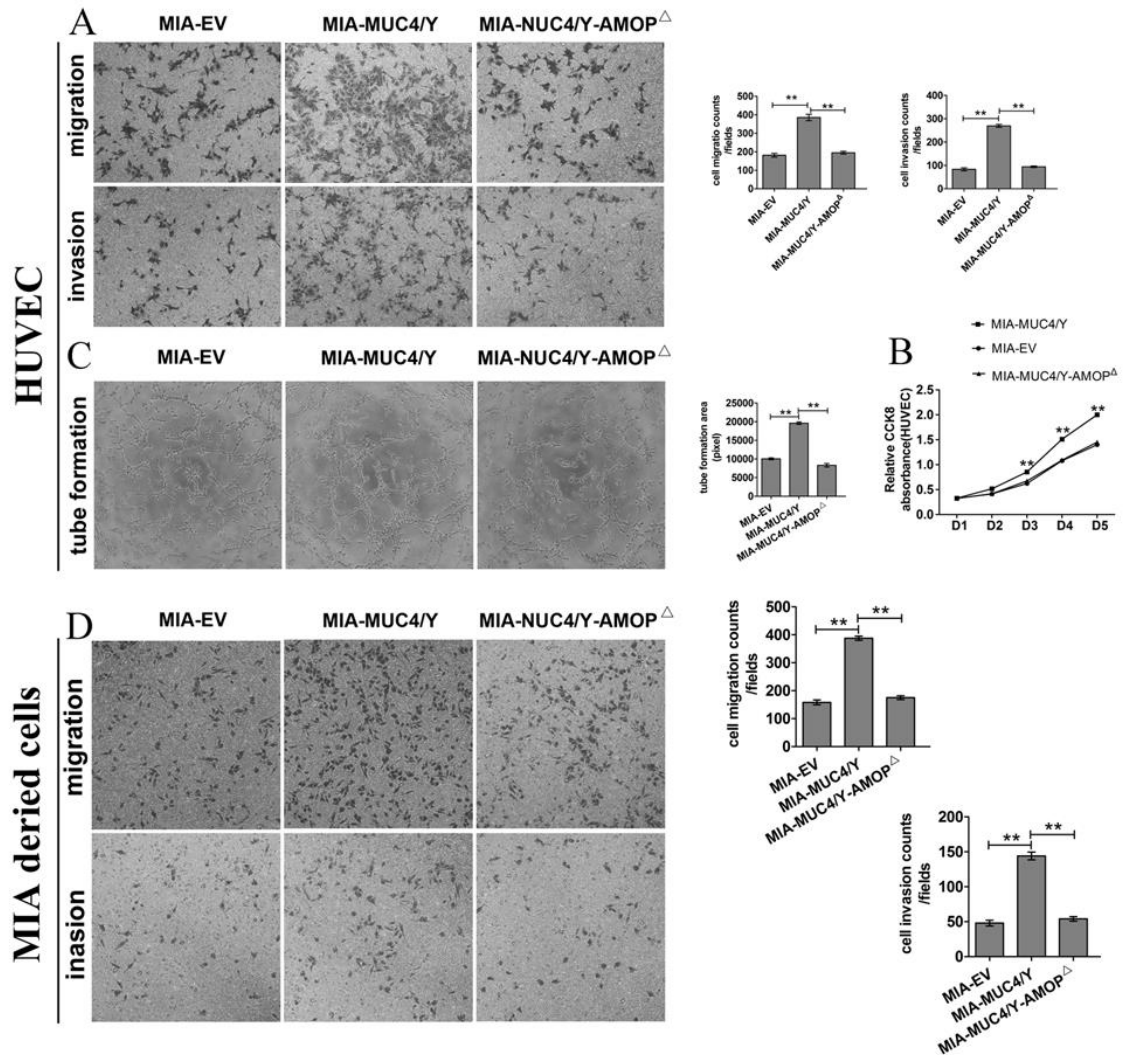 A
MIA-EV
MIA-MUC4/Y
MIA-NUC4/Y-AMOP△
HUVEC
migration
invasion
cell migratio counts
/fields
500
400
300
200
100
0
**
**
MIA-EV
MIA-MUC4/Y
MIA-MUC4/Y-AMOPΔ
cell invasion counts
/fields
400
300
200
100
0
**
**
MIA-EV
MIA-MUC4/Y
MIA-MUC4/Y-AMOPΔ
C
MIA-EV
MIA-MUC4/Y
MIA-NUC4/Y-AMOP△
tube formation
tube formation area
(pixel)
25000
20000
15000
10000
5000
0
**
**
MIA-EV
MIA-MUC4/Y
MIA-MUC4/Y-AMOP△
B
MIA-MUC4/Y
MIA-EV
MIA-MUC4/Y-AMOPΔ
Relative CCK8
absorbance(HUVEC)
2.5
2.0
1.5
1.0
0.5
0.0
**
**
**
D1
D2
D3
D4
D5
D
MIA-EV
MIA-MUC4/Y
MIA-NUC4/Y-AMOP△
MIA deried cells
migration
inasion
cell migration counts
/fields
500
400
300
200
100
0
**
**
MIA-EV
MIA-MUC4/Y
MIA-MUC4/Y-AMOP△
cell invasion counts
/fields
200
150
100
50
0
**
**
MIA-EV
MIA-MUC4/Y
MIA-MUC4/Y-AMOP△